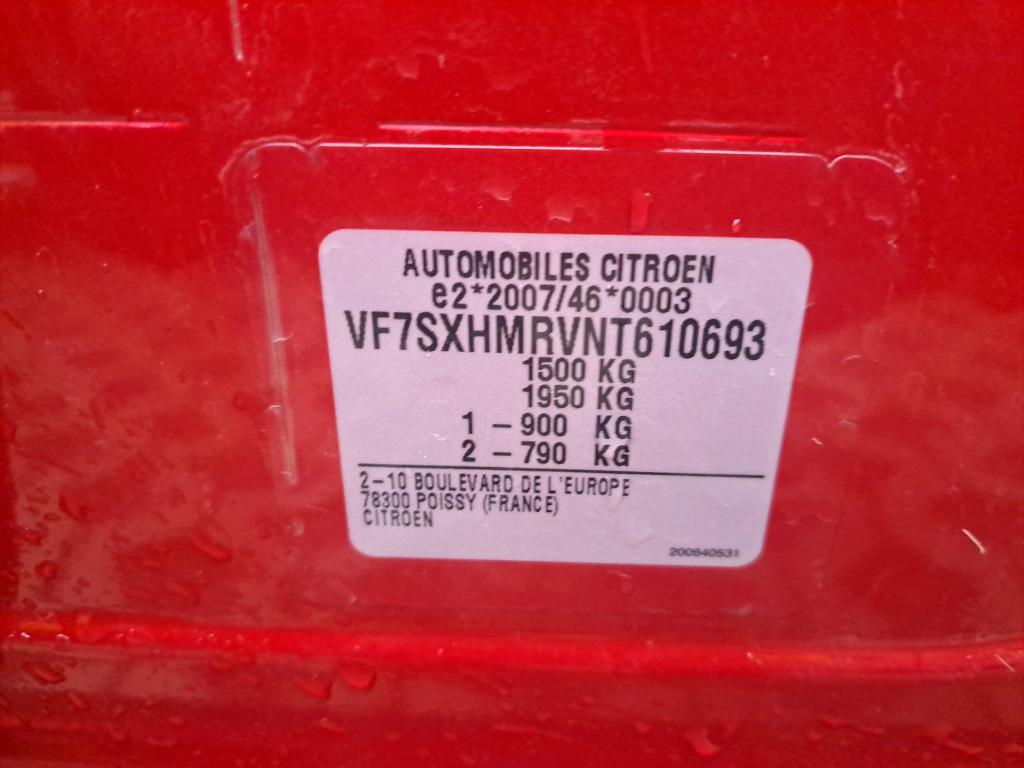 AUTOMOBILES CITROEN
e2*2007/46*0003
VF7SXHMRVNT610693
1500 KG
1950 KG
1 – 900 KG
2 – 790 KG
2–10 BOULEVARD DE L'EUROPE
78300 POISSY (FRANCE)
CITROEN
200640531